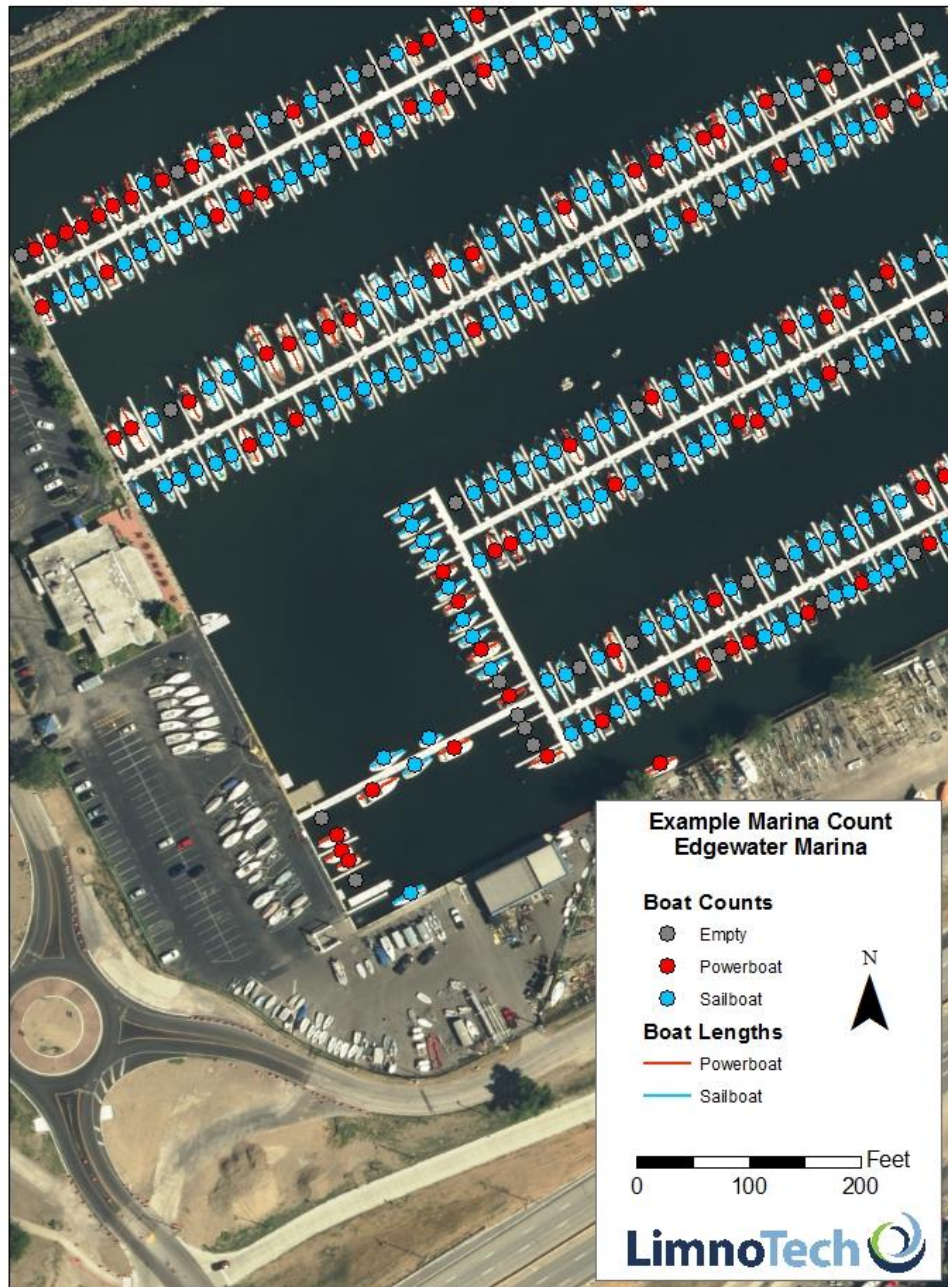 Example Marina Count
Edgewater Marina
Boat Counts
Empty
Powerboat
Sailboat
N
Boat Lengths
Powerboat
Sailboat
Feet
0 100 200
LimnoTech